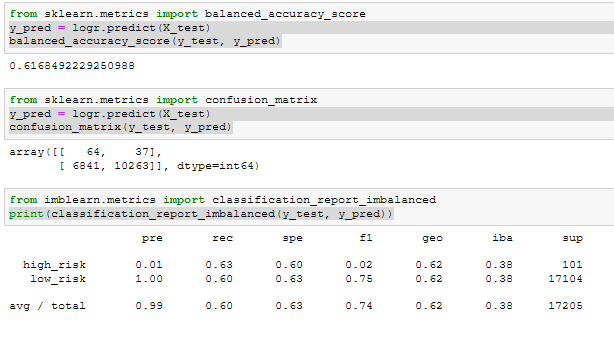 from sklearn.metrics import balanced_accuracy_score
y_pred = logr.predict(X_test)
balanced_accuracy_score(y_test, y_pred)
0.6168492229250988
from sklearn.metrics import confusion_matrix
y_pred = logr.predict(X_test)
confusion_matrix(y_test, y_pred)
array([[   64,    37],
       [ 6841, 10263]], dtype=int64)
from imblearn.metrics import classification_report_imbalanced
print(classification_report_imbalanced(y_test, y_pred))
pre rec spe f1 geo iba sup
high_risk 0.01 0.63 0.60 0.02 0.62 0.38 101
low_risk 1.00 0.60 0.63 0.75 0.62 0.38 17104
avg / total 0.99 0.60 0.63 0.74 0.62 0.38 17205